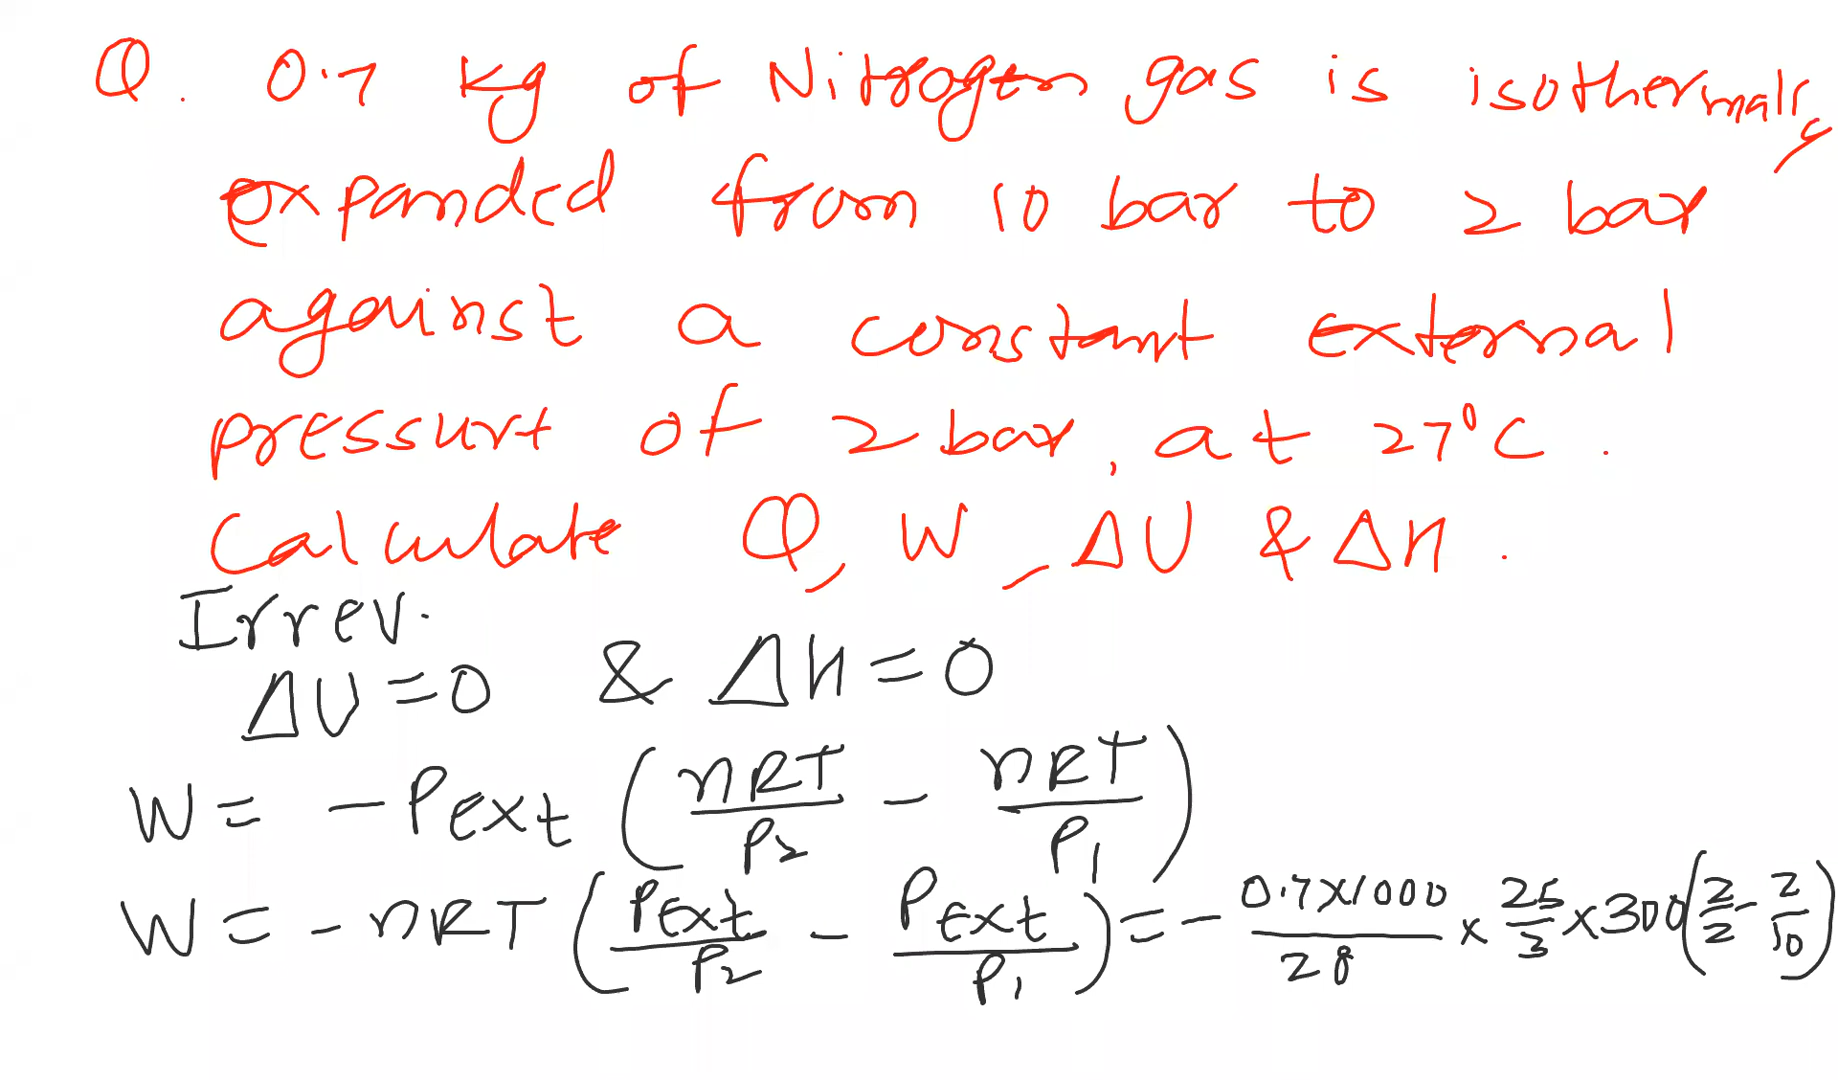 Q. 0.7 kg of Nitrogen gas is isothermally
expanded from 10 bar to 2 bar
against a constant external
pressure of 2 bar, at 27°C.
Calculate Q, W, ΔU & ΔH.
Irrev.
ΔU = 0 & ΔH = 0
W = - Pext (nRT/P2 - nRT/P1)
W = - nRT (PExt/P2 - PExt/P1) = - 0.7×1000/28 × 25/3 × 300 (2/2 - 2/10)